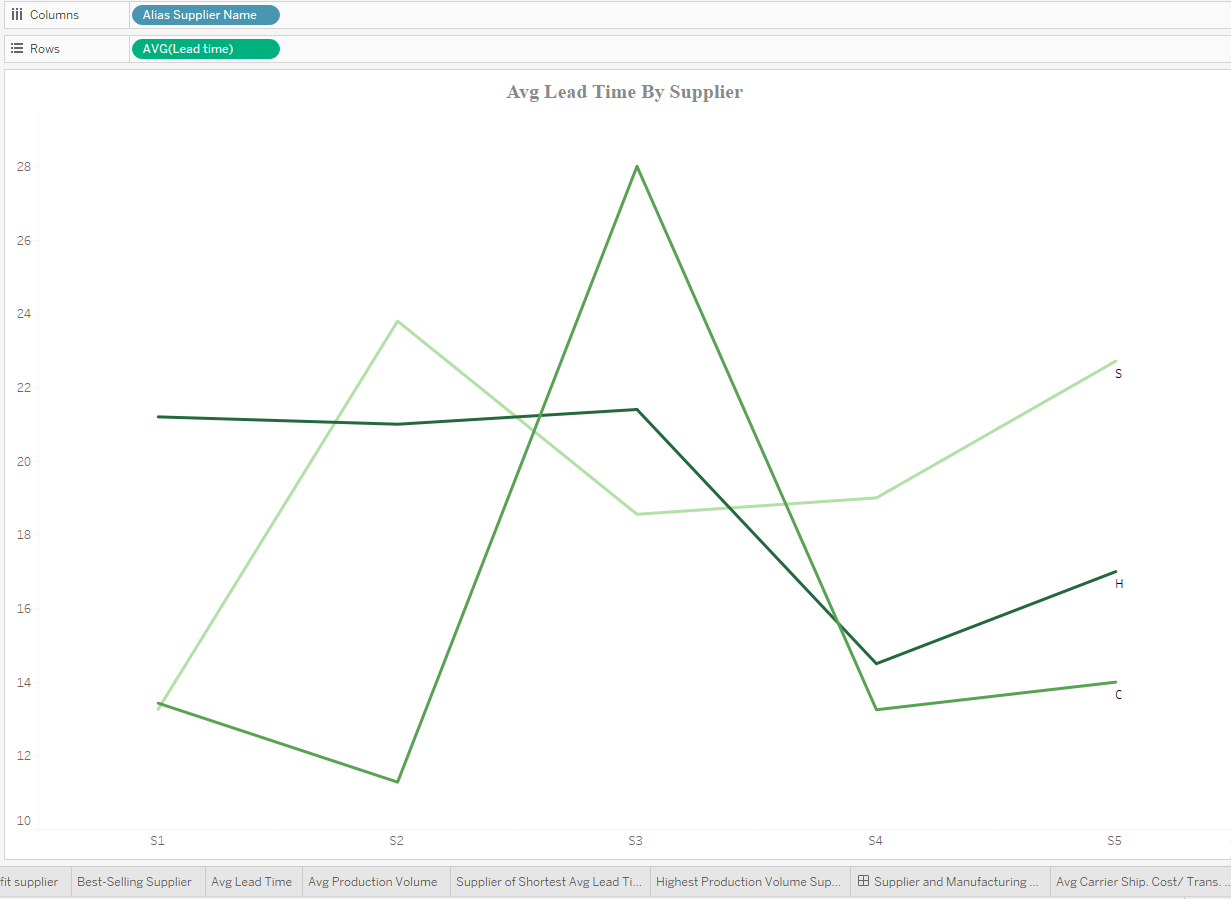 Columns
Alias Supplier Name
Rows
AVG(Lead time)
Avg Lead Time By Supplier
28
26
24
22
20
18
16
14
12
10
S
H
C
S1 S2 S3 S4 S5
fit supplier Best-Selling Supplier Avg Lead Time Avg Production Volume Supplier of Shortest Avg Lead Ti... Highest Production Volume Sup... Supplier and Manufacturing ... Avg Carrier Ship. Cost/ Trans. ...